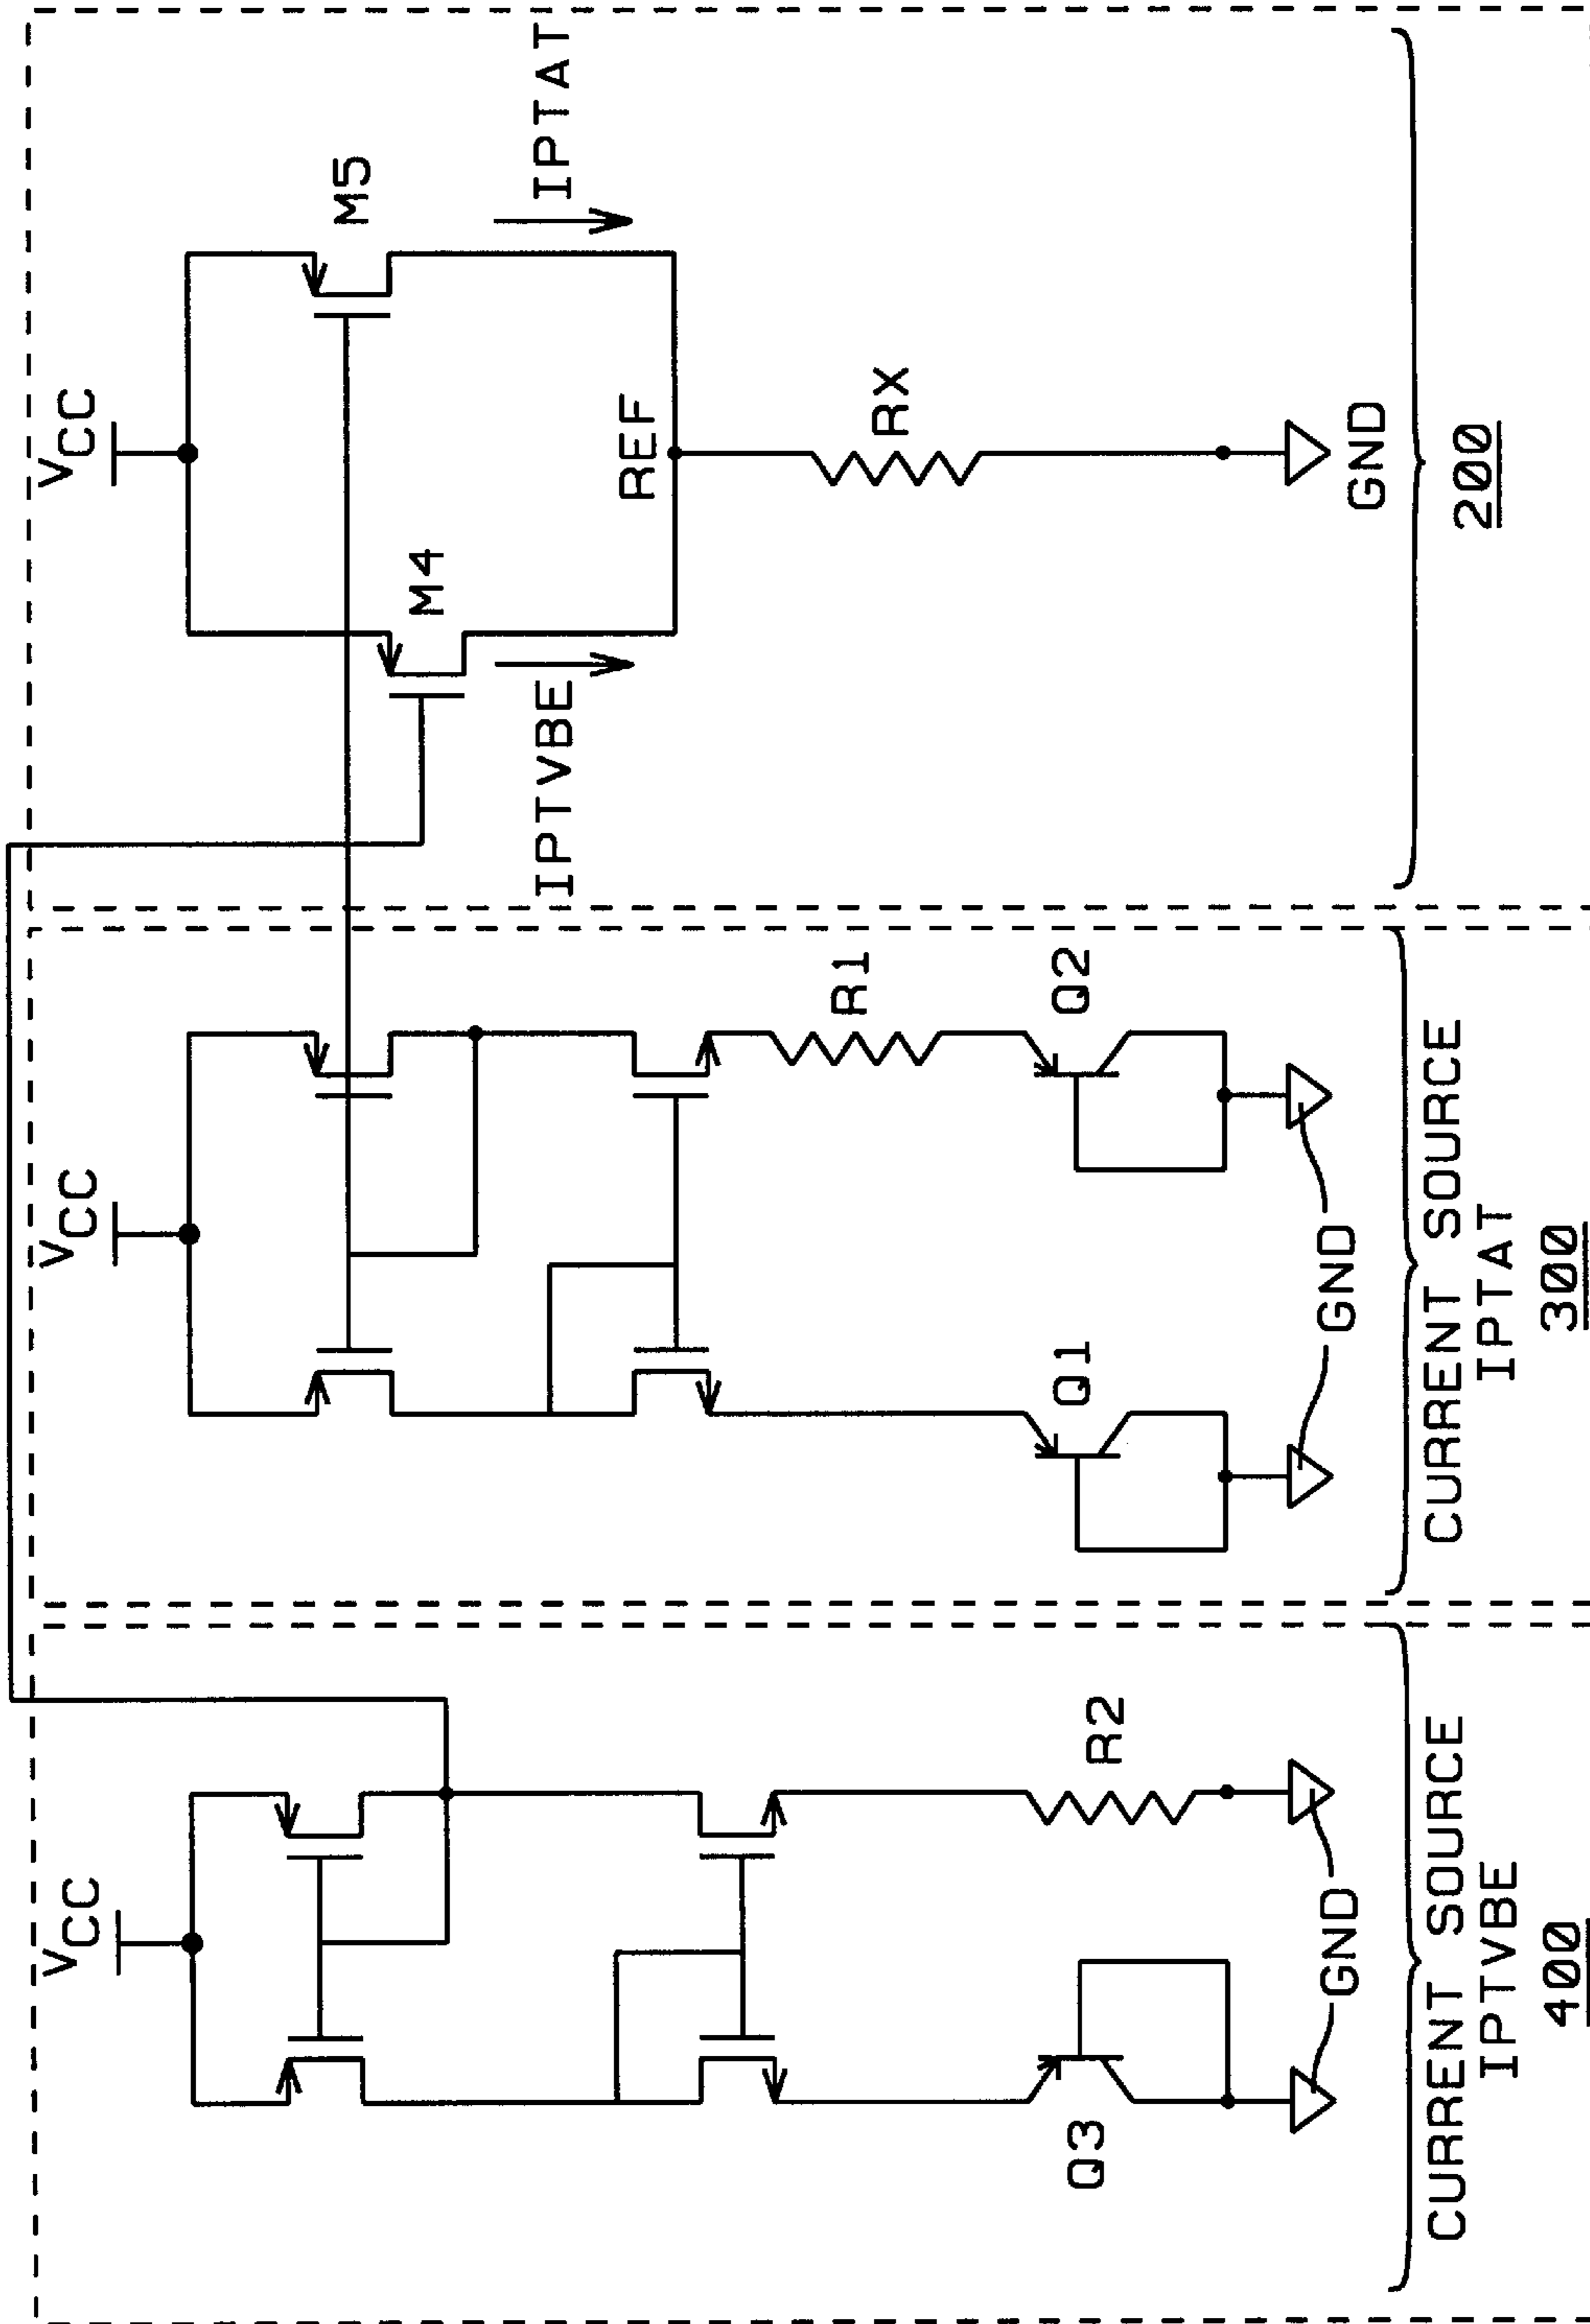 VCC
Q3
R2
GND
CURRENT SOURCE
IPTVBE
400
VCC
R1
Q1
Q2
GND
CURRENT SOURCE
IPTAT
300
VCC
M5
M4
IPTVBE
IPTAT
REF
RX
GND
200